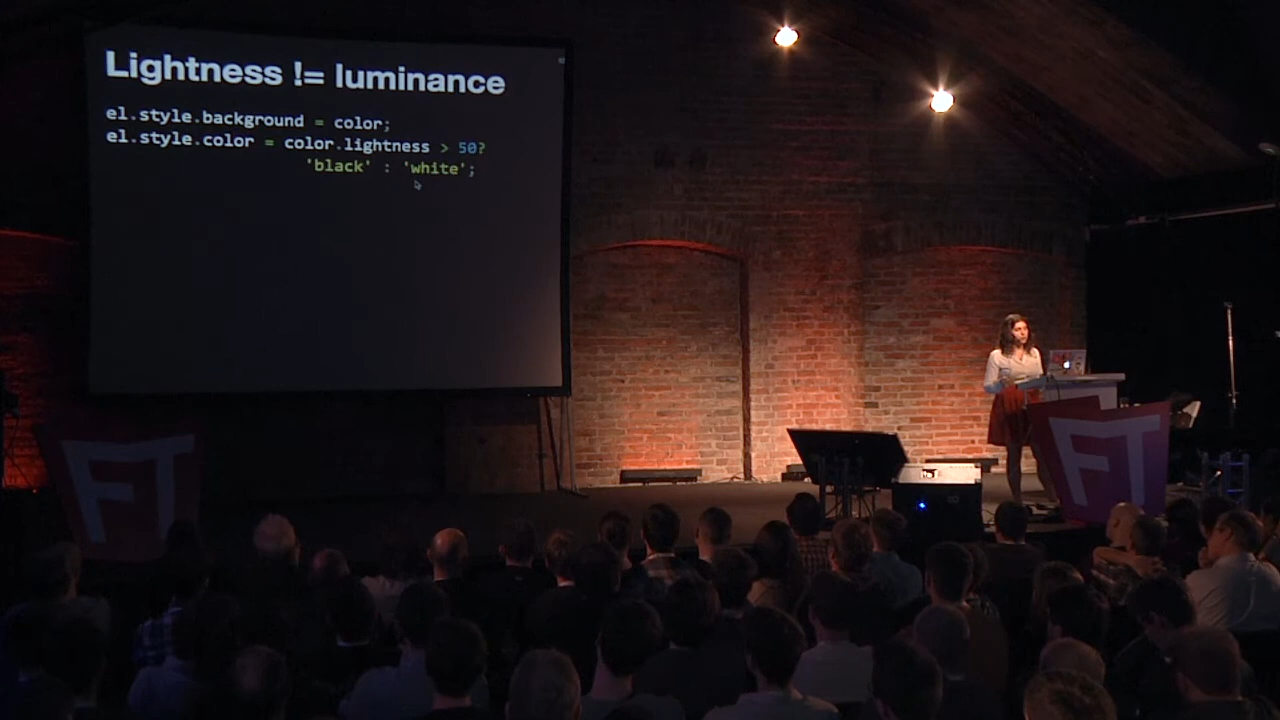 Lightness != luminance
el.style.background = color;
el.style.color = color.lightness > 50?
'black' : 'white';
FT
FT